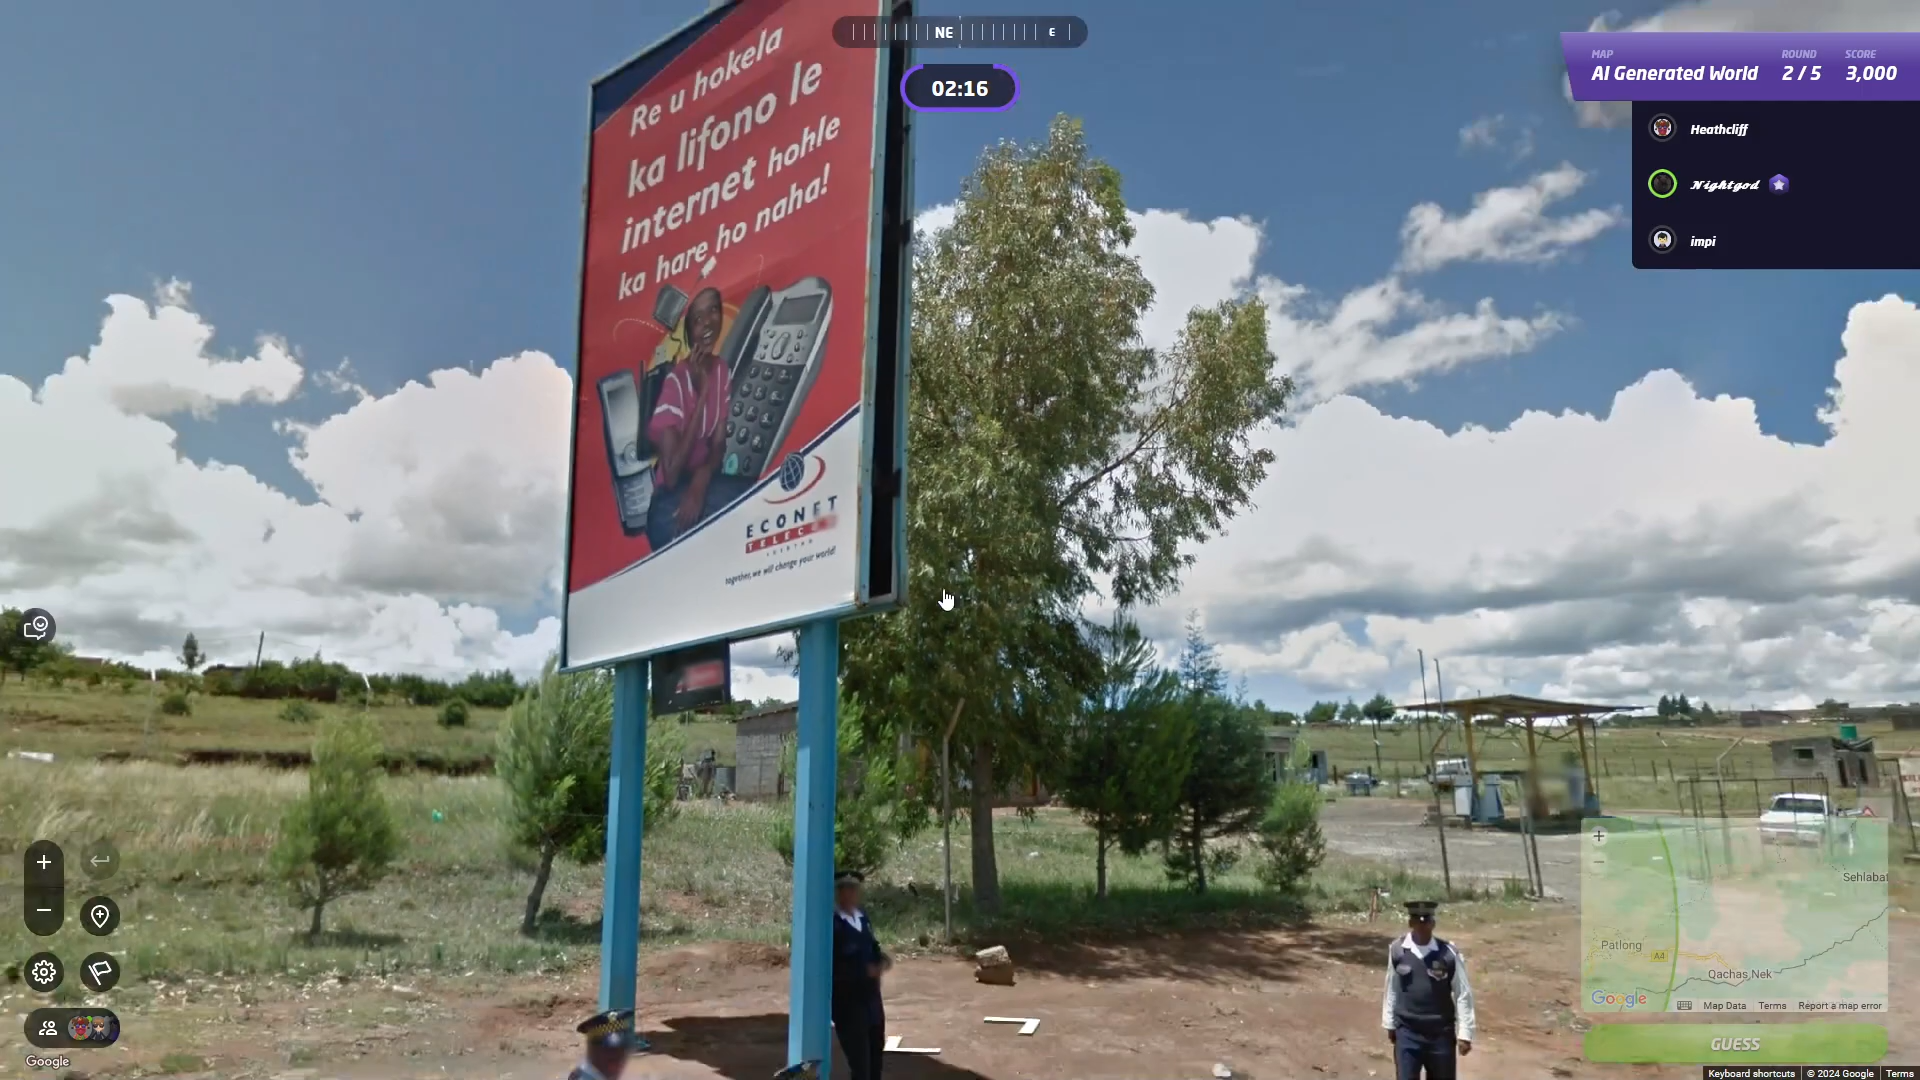 NE
E
02:16
MAP
AI Generated World
ROUND
2 / 5
SCORE
3,000
Heathcliff
Nightgod
impi
Re u hokela
ka lifono le
internet hohle
ka hare ho naha!
ECONET
TELECOM
together, we will change your world!
Sehlabat
Patlong
A4
Qachas Nek
Google
Map Data
Terms
Report a map error
GUESS
Google
Keyboard shortcuts
© 2024 Google
Terms